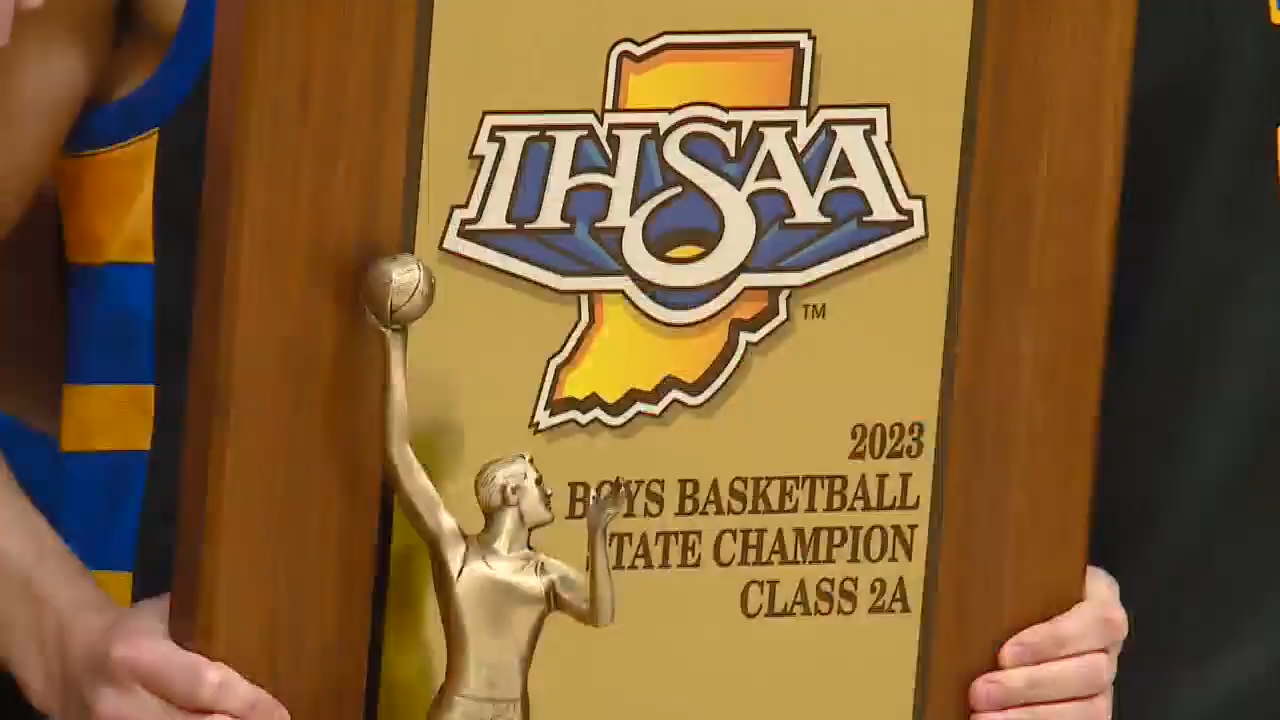 IHSAA
TM
2023
BOYS BASKETBALL
STATE CHAMPION
CLASS 2A